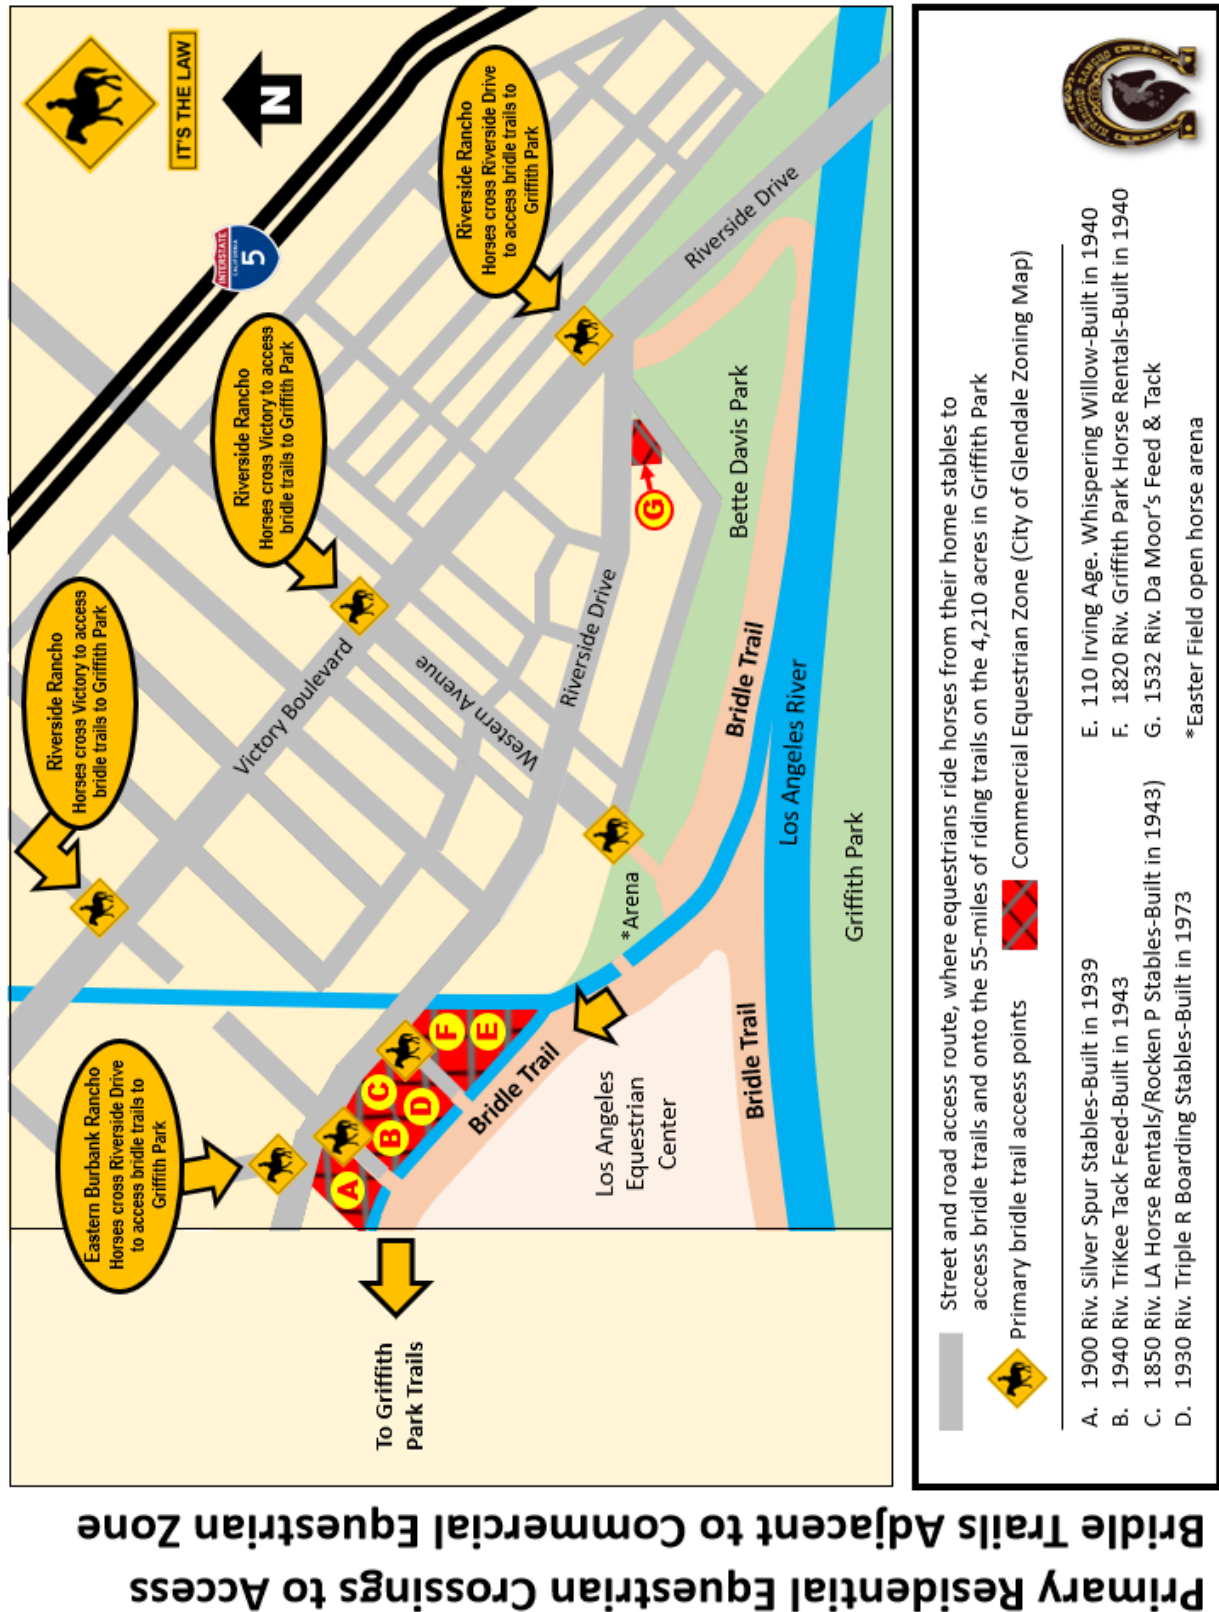 Primary Residential Equestrian Crossings to Access
Bridle Trails Adjacent to Commercial Equestrian Zone
IT'S THE LAW
N
INTERSTATE
CALIFORNIA
5
Eastern Burbank Rancho
Horses cross Riverside Drive
to access bridle trails to
Griffith Park
Riverside Rancho
Horses cross Victory to access
bridle trails to Griffith Park
Riverside Rancho
Horses cross Victory to access
bridle trails to Griffith Park
Riverside Rancho
Horses cross Riverside Drive
to access bridle trails to
Griffith Park
Victory Boulevard
Western Avenue
Riverside Drive
Riverside Drive
To Griffith
Park Trails
A
B
C
D
F
E
G
Bridle Trail
*Arena
Los Angeles
Equestrian
Center
Bridle Trail
Bridle Trail
Bette Davis Park
Los Angeles River
Griffith Park
Street and road access route, where equestrians ride horses from their home stables to
access bridle trails and onto the 55-miles of riding trails on the 4,210 acres in Griffith Park
Primary bridle trail access points
Commercial Equestrian Zone (City of Glendale Zoning Map)
A. 1900 Riv. Silver Spur Stables-Built in 1939
B. 1940 Riv. TriKee Tack Feed-Built in 1943
C. 1850 Riv. LA Horse Rentals/Rocken P Stables-Built in 1943)
D. 1930 Riv. Triple R Boarding Stables-Built in 1973
E. 110 Irving Age. Whispering Willow-Built in 1940
F. 1820 Riv. Griffith Park Horse Rentals-Built in 1940
G. 1532 Riv. Da Moor's Feed & Tack
*Easter Field open horse arena
RIVERSIDE RANCHO